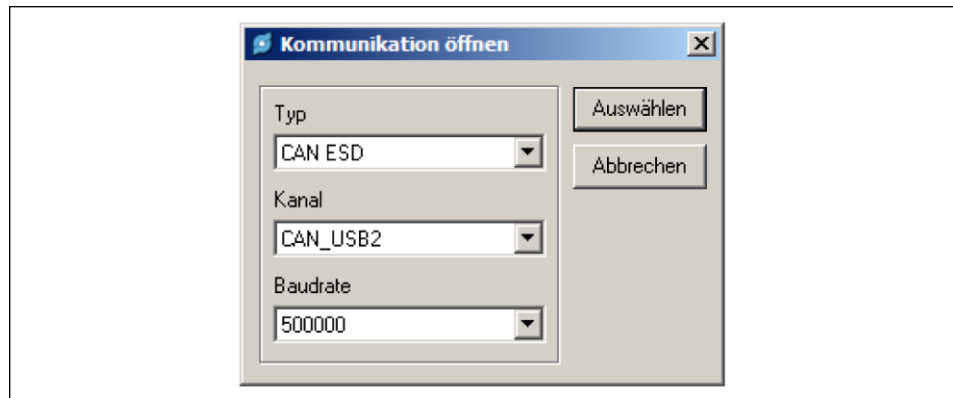 Kommunikation öffnen
Typ
CAN ESD
Kanal
CAN_USB2
Baudrate
500000
Auswählen
Abbrechen